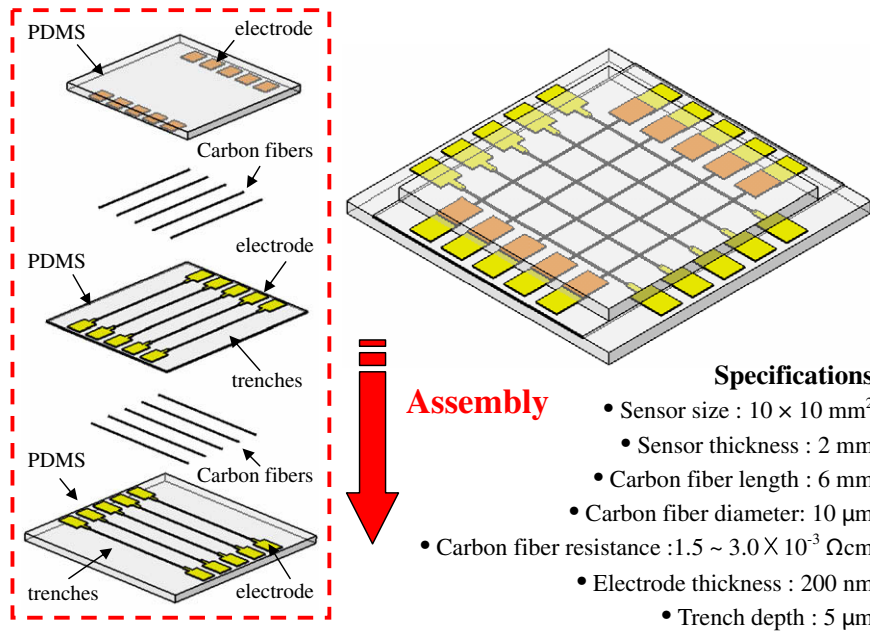 PDMS
electrode
Carbon fibers
PDMS
electrode
trenches
PDMS
Carbon fibers
trenches
electrode
Assembly
Specifications
• Sensor size : 10 × 10 mm²
• Sensor thickness : 2 mm
• Carbon fiber length : 6 mm
• Carbon fiber diameter: 10 μm
• Carbon fiber resistance :1.5 ~ 3.0 × 10⁻³ Ωcm
• Electrode thickness : 200 nm
• Trench depth : 5 μm